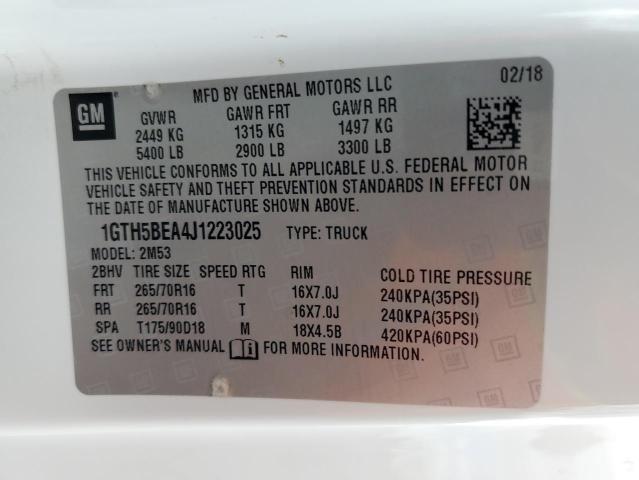 GM
MFD BY GENERAL MOTORS LLC
02/18
GVWR GAWR FRT GAWR RR
2449 KG 1315 KG 1497 KG
5400 LB 2900 LB 3300 LB
THIS VEHICLE CONFORMS TO ALL APPLICABLE U.S. FEDERAL MOTOR
VEHICLE SAFETY AND THEFT PREVENTION STANDARDS IN EFFECT ON
THE DATE OF MANUFACTURE SHOWN ABOVE.
1GTH5BEA4J1223025 TYPE: TRUCK
MODEL: 2M53
2BHV TIRE SIZE SPEED RTG RIM COLD TIRE PRESSURE
FRT 265/70R16 T 16X7.0J 240KPA(35PSI)
RR 265/70R16 T 16X7.0J 240KPA(35PSI)
SPA T175/90D18 M 18X4.5B 420KPA(60PSI)
SEE OWNER'S MANUAL i FOR MORE INFORMATION.